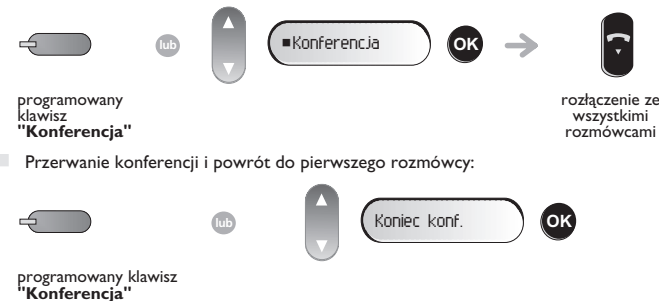 lub
■Konferencja
OK
programowany
klawisz
"Konferencja"
rozłączenie ze
wszystkimi
rozmówcami
Przerwanie konferencji i powrót do pierwszego rozmówcy:
lub
Koniec konf.
OK
programowany klawisz
"Konferencja"